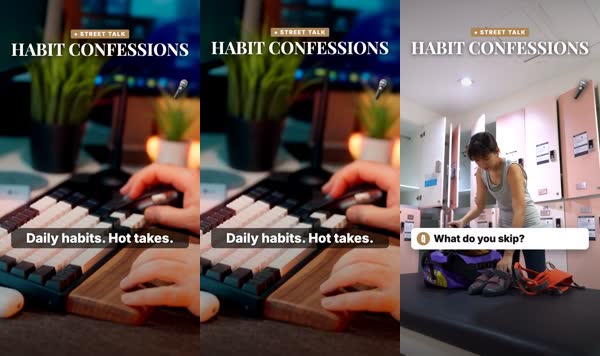 • STREET TALK
HABIT CONFESSIONS
Daily habits. Hot takes.
• STREET TALK
HABIT CONFESSIONS
Daily habits. Hot takes.
• STREET TALK
HABIT CONFESSIONS
Q What do you skip?